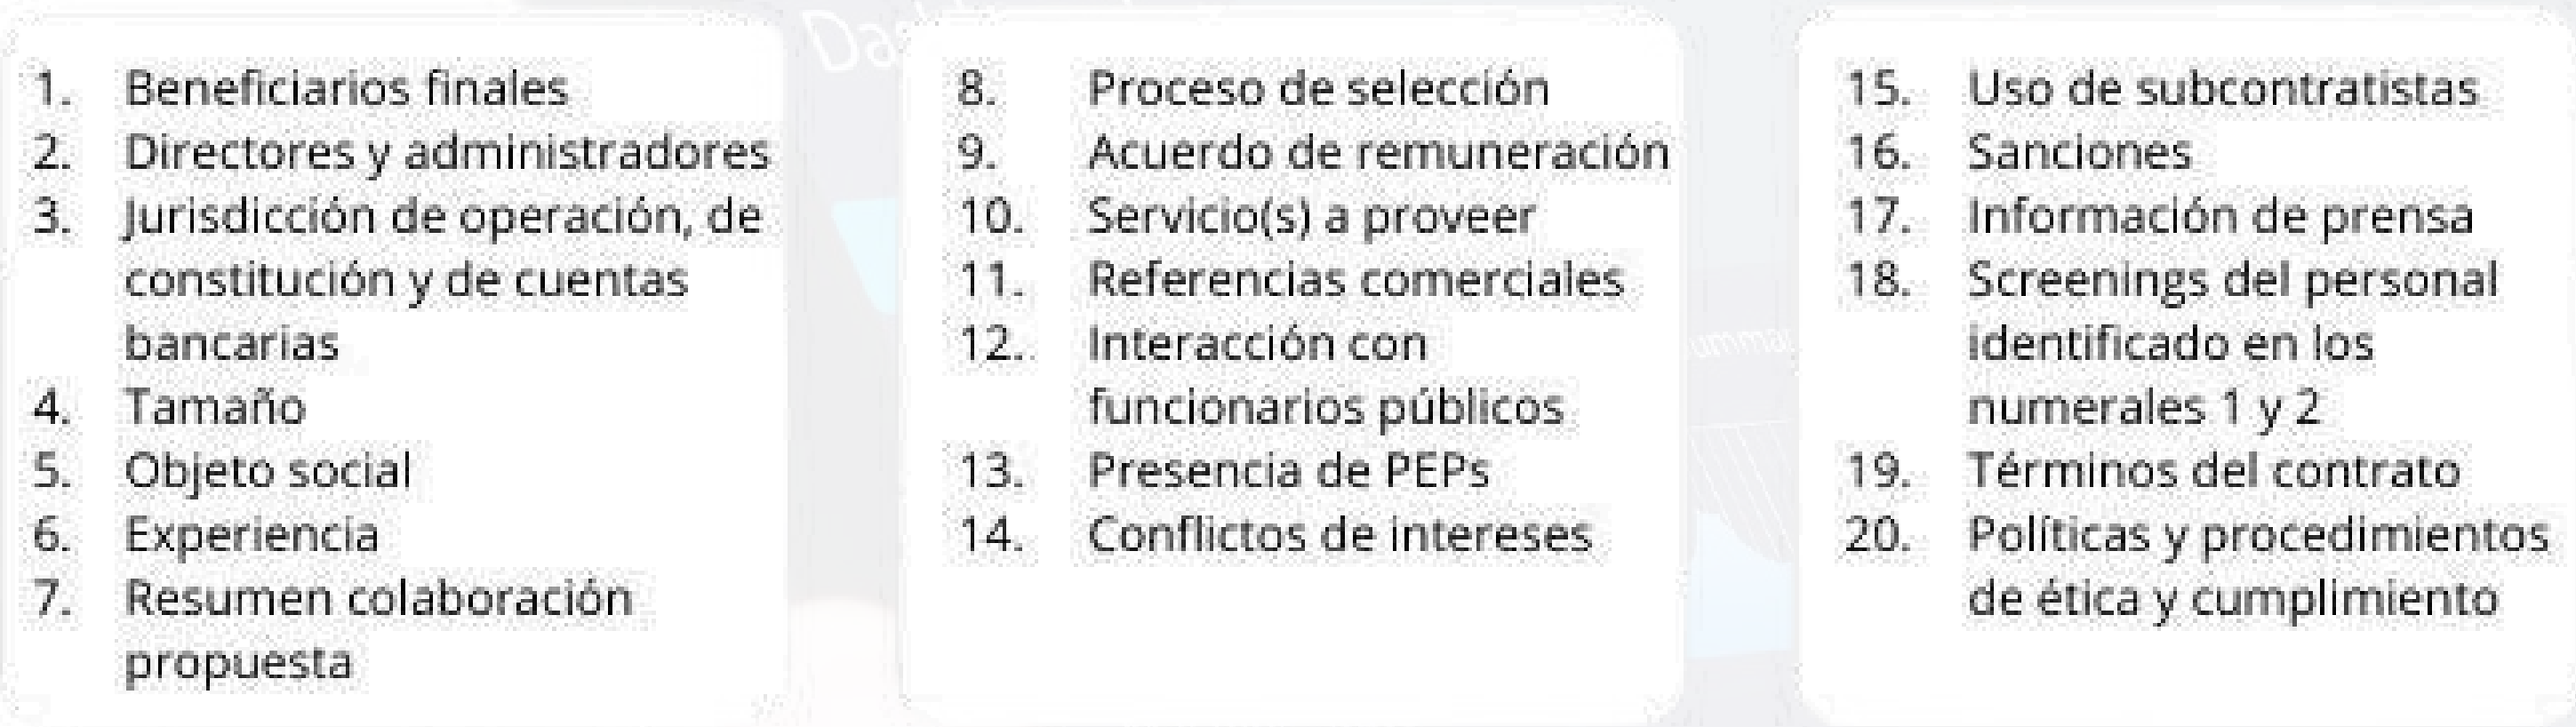 1. Beneficiarios finales
2. Directores y administradores
3. Jurisdicción de operación, de
constitución y de cuentas
bancarias
4. Tamaño
5. Objeto social
6. Experiencia
7. Resumen colaboración
propuesta
8. Proceso de selección
9. Acuerdo de remuneración
10. Servicio(s) a proveer
11. Referencias comerciales
12. Interacción con
funcionarios públicos
13. Presencia de PEPs
14. Conflictos de intereses
15. Uso de subcontratistas
16. Sanciones
17. Información de prensa
18. Screenings del personal
identificado en los
numerales 1 y 2
19. Términos del contrato
20. Políticas y procedimientos
de ética y cumplimiento